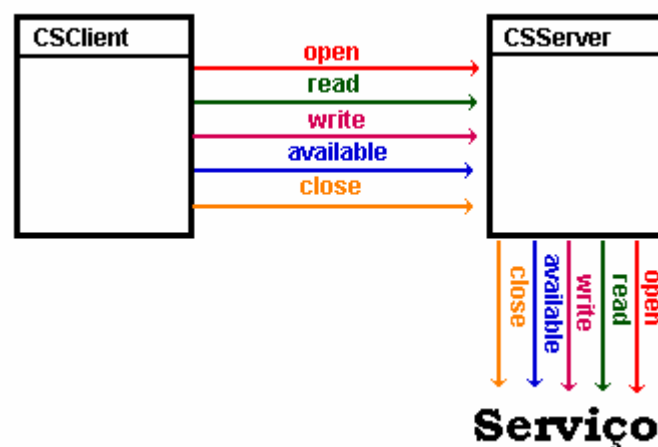 CSClient
CSServer
open
read
write
available
close
close
available
write
read
open
Serviço